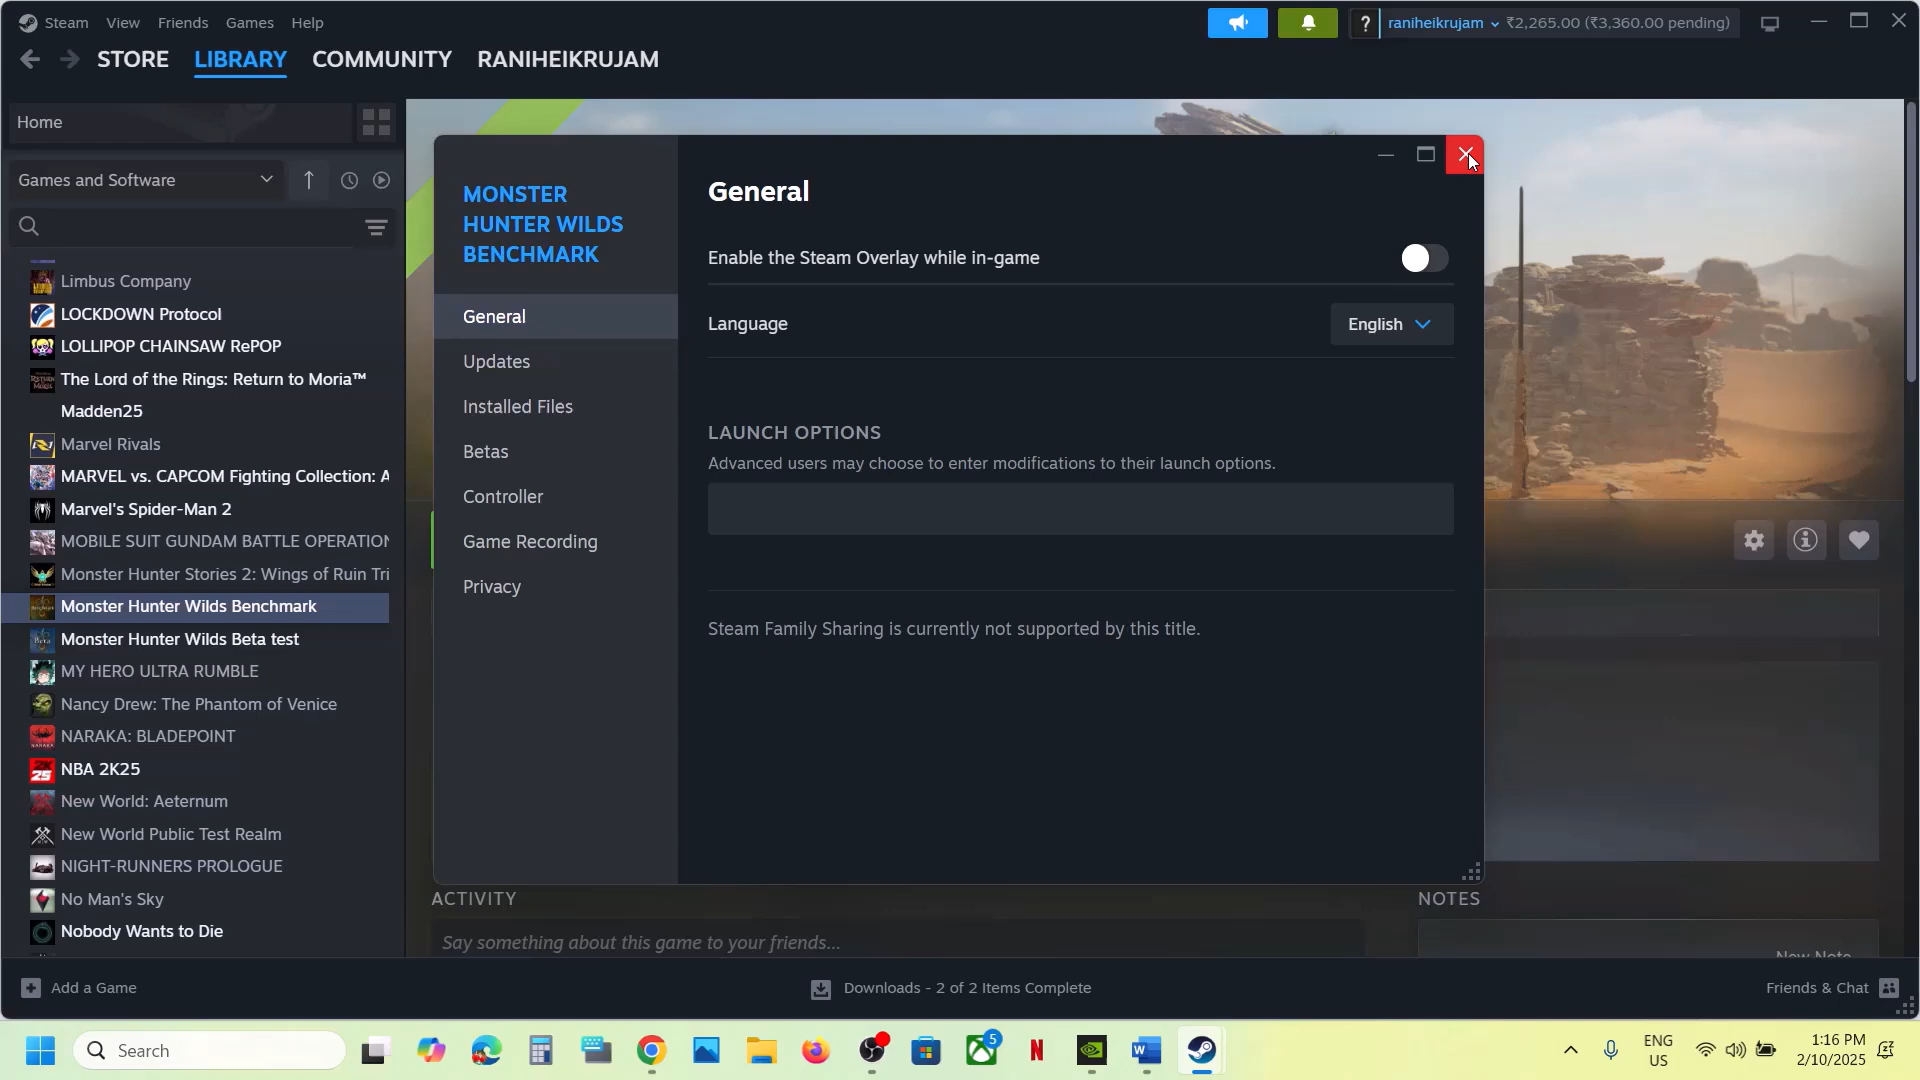 Steam View Friends Games Help
? raniheikrujam ₹2,265.00 (₹3,360.00 pending)
STORE LIBRARY COMMUNITY RANIHEIKRUJAM
Home
Games and Software
Limbus Company
LOCKDOWN Protocol
LOLLIPOP CHAINSAW RePOP
The Lord of the Rings: Return to Moria™
Madden25
Marvel Rivals
MARVEL vs. CAPCOM Fighting Collection: A
Marvel's Spider-Man 2
MOBILE SUIT GUNDAM BATTLE OPERATION
Monster Hunter Stories 2: Wings of Ruin Tri
Monster Hunter Wilds Benchmark
Monster Hunter Wilds Beta test
MY HERO ULTRA RUMBLE
Nancy Drew: The Phantom of Venice
NARAKA: BLADEPOINT
NBA 2K25
New World: Aeternum
New World Public Test Realm
NIGHT-RUNNERS PROLOGUE
No Man's Sky
Nobody Wants to Die
MONSTER
HUNTER WILDS
BENCHMARK
General
Updates
Installed Files
Betas
Controller
Game Recording
Privacy
General
Enable the Steam Overlay while in-game
Language English
LAUNCH OPTIONS
Advanced users may choose to enter modifications to their launch options.
Steam Family Sharing is currently not supported by this title.
ACTIVITY
Say something about this game to your friends...
NOTES
New Note
Add a Game
Downloads - 2 of 2 Items Complete
Friends & Chat
Search
5
ENG
US
1:16 PM
2/10/2025